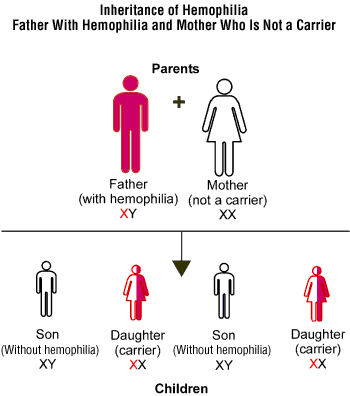 Inheritance of Hemophilia
Father With Hemophilia and Mother Who Is Not a Carrier
Parents
+
Father
(with hemophilia)
XY
Mother
(not a carrier)
XX
Son
(Without hemophilia)
XY
Daughter
(carrier)
XX
Son
(Without hemophilia)
XY
Daughter
(carrier)
XX
Children